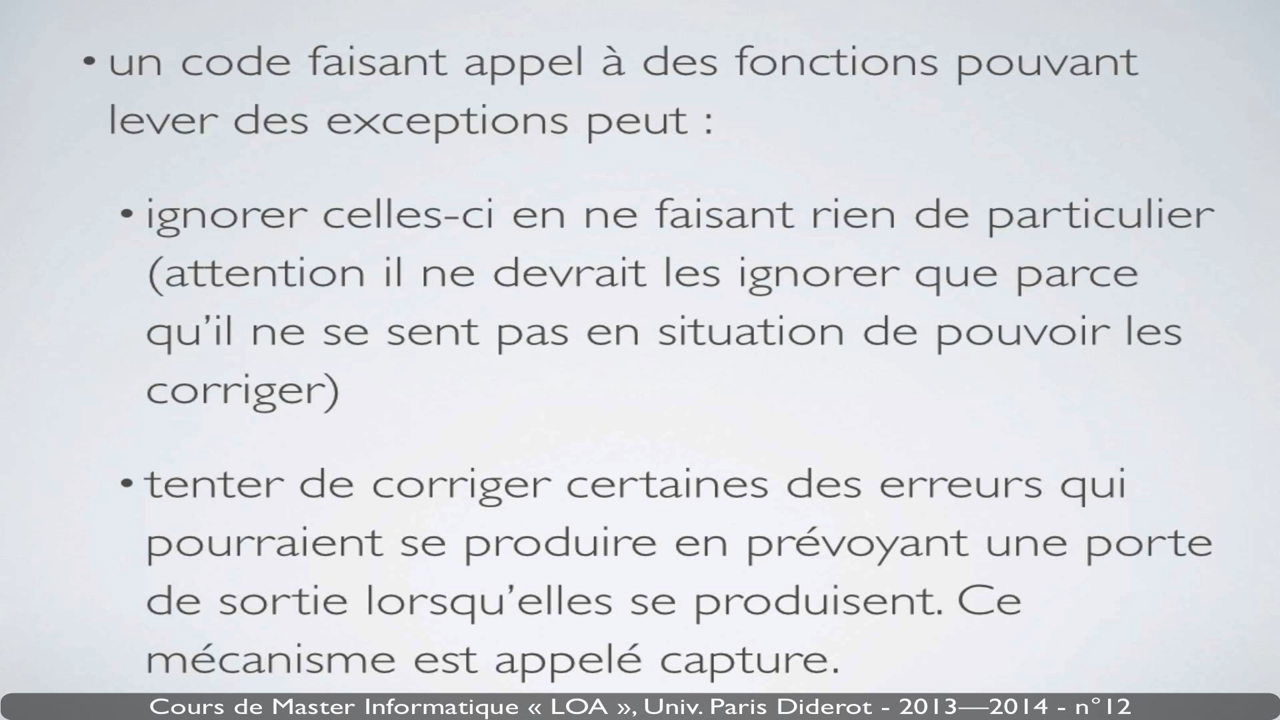 • un code faisant appel à des fonctions pouvant
lever des exceptions peut :
• ignorer celles-ci en ne faisant rien de particulier
(attention il ne devrait les ignorer que parce
qu’il ne se sent pas en situation de pouvoir les
corriger)
• tenter de corriger certaines des erreurs qui
pourraient se produire en prévoyant une porte
de sortie lorsqu’elles se produisent. Ce
mécanisme est appelé capture.
Cours de Master Informatique « LOA », Univ. Paris Diderot - 2013—2014 - n°12